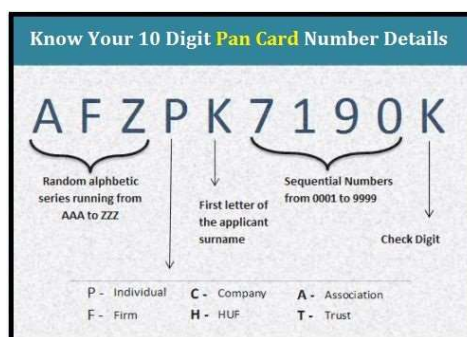 Know Your 10 Digit Pan Card Number Details
AFZPK7190K
Random alphbetic
series running from
AAA to ZZZ
First letter of
the applicant
surname
Sequential Numbers
from 0001 to 9999
Check Digit
P - Individual C - Company A - Association
F - Firm H - HUF T - Trust